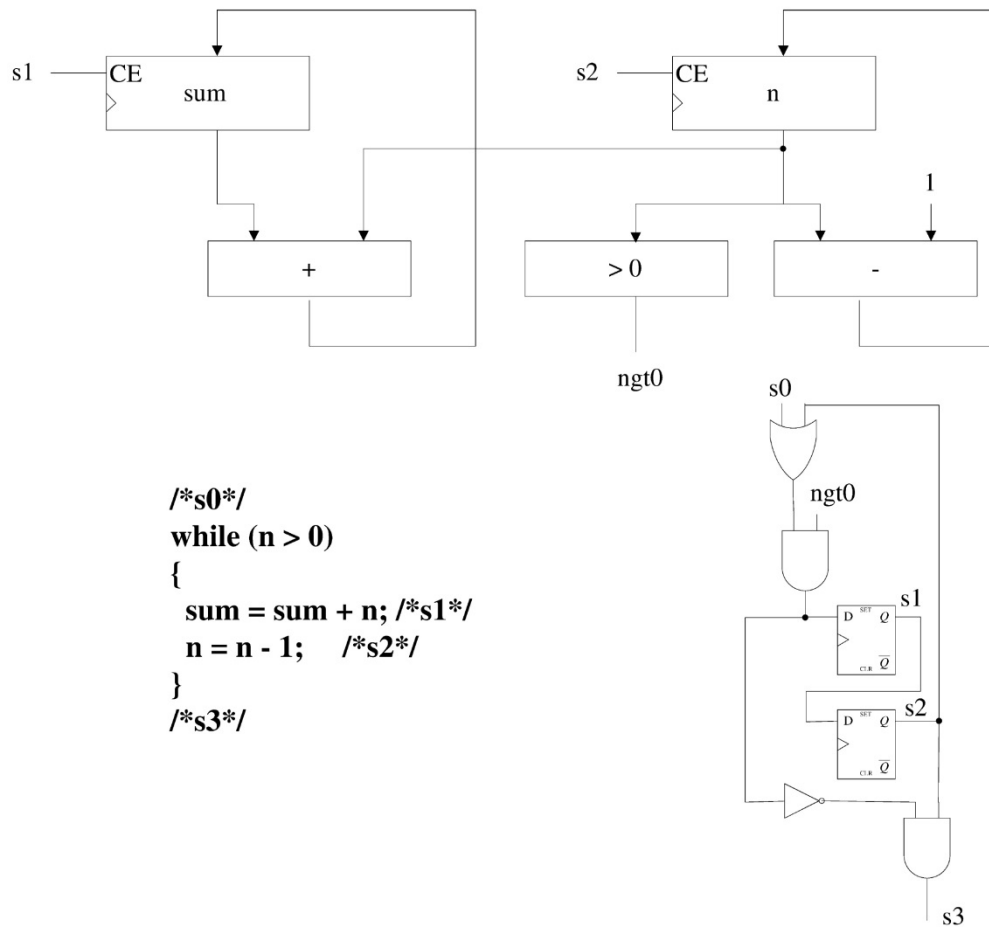 s1
CE
sum
s2
CE
n
1
+
> 0
-
ngt0
s0
ngt0
/*s0*/
while (n > 0)
{
sum = sum + n; /*s1*/
n = n - 1; /*s2*/
}
/*s3*/
s1
D SET Q
CLR Q
s2
D SET Q
CLR Q
s3